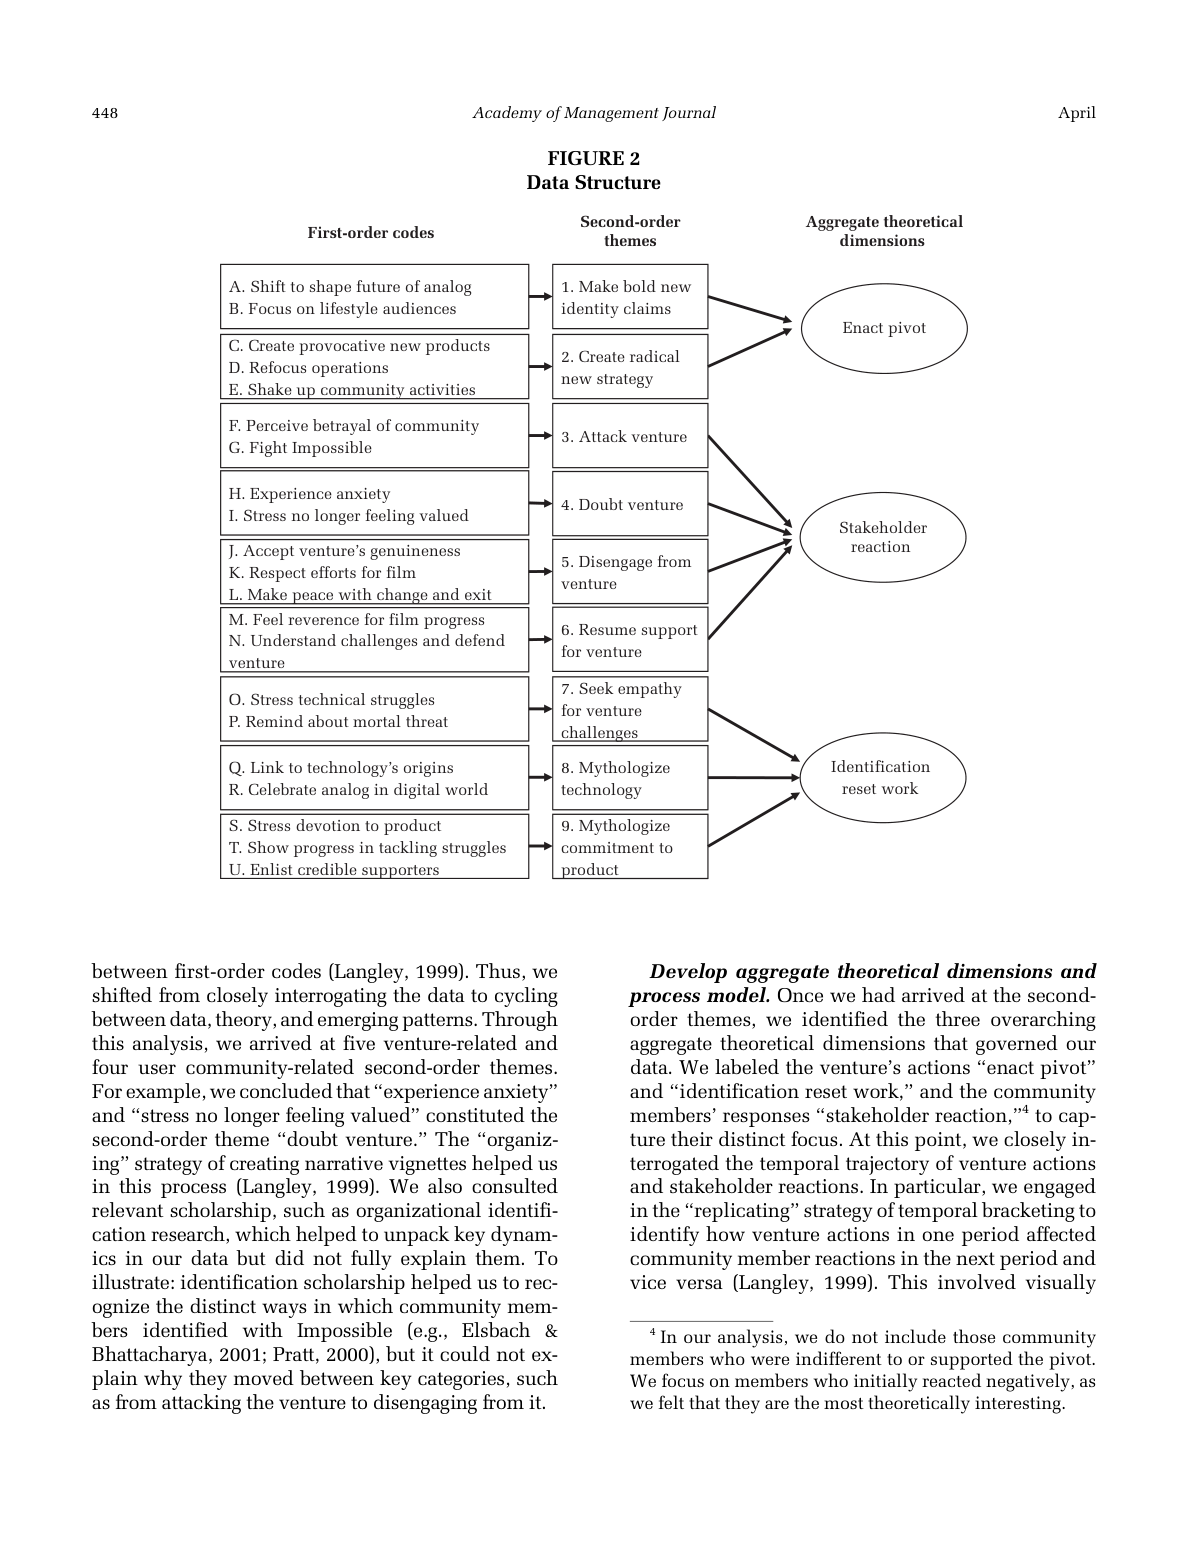 448
Academy of Management Journal
April
FIGURE 2
Data Structure
First-order codes
Second-order
themes
Aggregate theoretical
dimensions
A. Shift to shape future of analog
B. Focus on lifestyle audiences
1. Make bold new
identity claims
Enact pivot
C. Create provocative new products
D. Refocus operations
E. Shake up community activities
2. Create radical
new strategy
F. Perceive betrayal of community
G. Fight Impossible
3. Attack venture
H. Experience anxiety
I. Stress no longer feeling valued
4. Doubt venture
Stakeholder
reaction
J. Accept venture’s genuineness
K. Respect efforts for film
L. Make peace with change and exit
5. Disengage from
venture
M. Feel reverence for film progress
N. Understand challenges and defend
venture
6. Resume support
for venture
O. Stress technical struggles
P. Remind about mortal threat
7. Seek empathy
for venture
challenges
Q. Link to technology’s origins
R. Celebrate analog in digital world
8. Mythologize
technology
Identification
reset work
S. Stress devotion to product
T. Show progress in tackling struggles
U. Enlist credible supporters
9. Mythologize
commitment to
product
between first-order codes (Langley, 1999). Thus, we
shifted from closely interrogating the data to cycling
between data, theory, and emerging patterns. Through
this analysis, we arrived at five venture-related and
four user community-related second-order themes.
For example, we concluded that “experience anxiety”
and “stress no longer feeling valued” constituted the
second-order theme “doubt venture.” The “organiz-
ing” strategy of creating narrative vignettes helped us
in this process (Langley, 1999). We also consulted
relevant scholarship, such as organizational identifi-
cation research, which helped to unpack key dynam-
ics in our data but did not fully explain them. To
illustrate: identification scholarship helped us to rec-
ognize the distinct ways in which community mem-
bers identified with Impossible (e.g., Elsbach &
Bhattacharya, 2001; Pratt, 2000), but it could not ex-
plain why they moved between key categories, such
as from attacking the venture to disengaging from it.
Develop aggregate theoretical dimensions and
process model. Once we had arrived at the second-
order themes, we identified the three overarching
aggregate theoretical dimensions that governed our
data. We labeled the venture’s actions “enact pivot”
and “identification reset work,” and the community
members’ responses “stakeholder reaction,”4 to cap-
ture their distinct focus. At this point, we closely in-
terrogated the temporal trajectory of venture actions
and stakeholder reactions. In particular, we engaged
in the “replicating” strategy of temporal bracketing to
identify how venture actions in one period affected
community member reactions in the next period and
vice versa (Langley, 1999). This involved visually
4 In our analysis, we do not include those community
members who were indifferent to or supported the pivot.
We focus on members who initially reacted negatively, as
we felt that they are the most theoretically interesting.